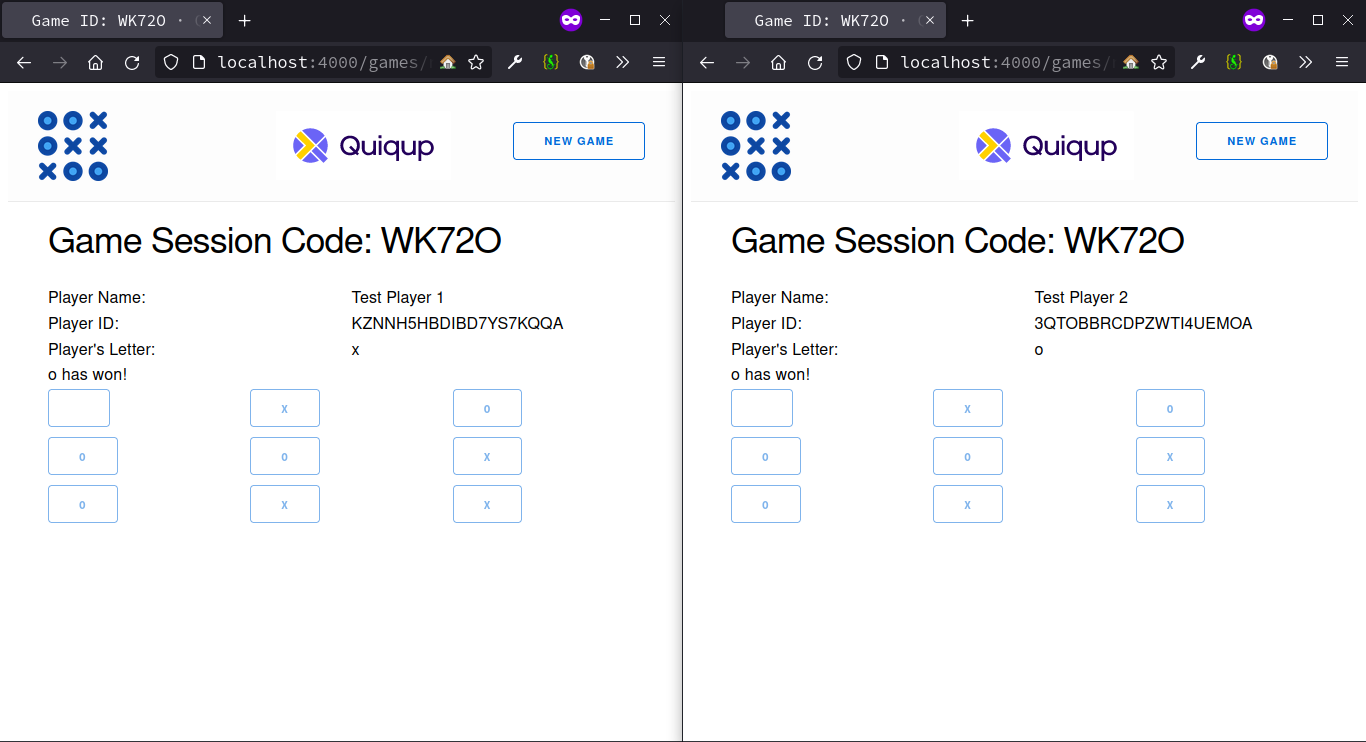 Game ID: WK72O ·
localhost:4000/games/
Quiqup
NEW GAME
Game Session Code: WK72O
Player Name: Test Player 1
Player ID: KZNNH5HBDIBD7YS7KQQA
Player's Letter: x
o has won!
X O
O O X
O X X
Game ID: WK72O ·
localhost:4000/games/
Quiqup
NEW GAME
Game Session Code: WK72O
Player Name: Test Player 2
Player ID: 3QTOBBRCDPZWTI4UEMOA
Player's Letter: o
o has won!
X O
O O X
O X X